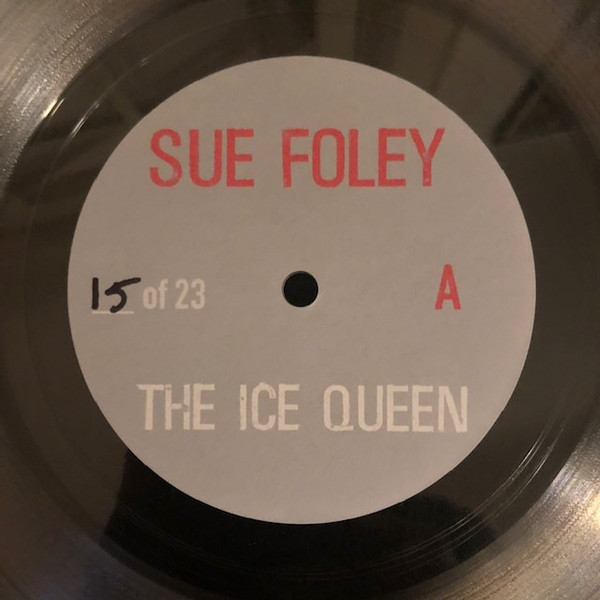 SUE FOLEY
15 of 23
A
THE ICE QUEEN